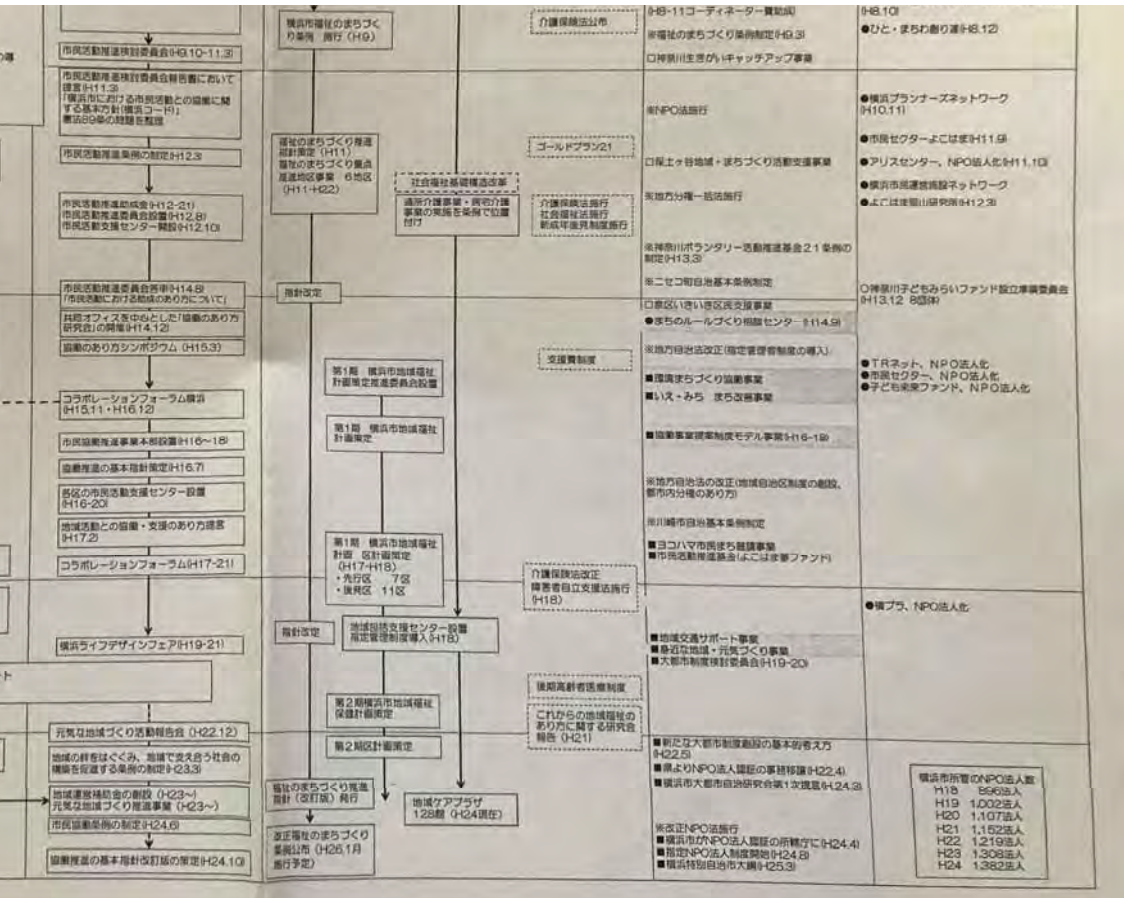 の導
ト
市民活動推進検討委員会(H9.10-11.3)
市民活動推進検討委員会報告書において
提言(H11.3)
「横浜市における市民活動との協働に関
する基本方針(横浜コード)」
憲法89条の問題を整理
市民活動推進条例の制定(H12.3)
市民活動推進助成金(H12-21)
市民活動推進委員会設置(H12.8)
市民活動支援センター開設(H12.10)
市民活動推進委員会答申(H14.8)
「市民活動における助成のあり方について」
共同オフィスを中心とした「協働のあり方
研究会」の開催(H14.12)
協働のあり方シンポジウム(H15.3)
コラボレーションフォーラム横浜
(H15.11・H16.12)
市民協働推進事業本部設置(H16~18)
協働推進の基本指針策定(H16.7)
各区の市民活動支援センター設置
(H16-20)
地域活動との協働・支援のあり方提言
(H17.2)
コラボレーションフォーラム(H17-21)
横浜ライフデザインフェア(H19-21)
元気な地域づくり活動報告会(H22.12)
地域の絆をはぐくみ、地域で支え合う社会の
構築を促進する条例の制定(H23.3)
地域運営補助金の創設(H23~)
元気な地域づくり推進事業(H23~)
市民協働条例の制定(H24.6)
協働推進の基本指針改訂版の策定(H24.10)
横浜市福祉のまちづく
り条例 施行(H9)
福祉のまちづくり推進
指針策定(H11)
福祉のまちづくり重点
推進地区事業 6地区
(H11-H22)
指針改定
第1期 横浜市地域福祉
計画策定推進委員会設置
第1期 横浜市地域福祉
計画策定
第1期 横浜市地域福祉
計画 区計画策定
(H17-H18)
・先行区 7区
・後発区 11区
指針改定
地域包括支援センター設置
指定管理制度導入(H18)
第2期横浜市地域福祉
保健計画策定
第2期区計画策定
福祉のまちづくり推進
指針(改訂版)発行
改正福祉のまちづくり
条例公布(H26.1月
施行予定)
地域ケアプラザ
128館(H24現在)
社会福祉基礎構造改革
通所介護事業・居宅介護
事業の実施を条例で位置
付け
介護保険法公布
ゴールドプラン21
介護保険法施行
社会福祉法施行
新成年後見制度施行
支援費制度
介護保険法改正
障害者自立支援法施行
(H18)
後期高齢者医療制度
これからの地域福祉の
あり方に関する研究会
報告(H21)
(H8-11コーディネーター費助成)
※福祉のまちづくり条例制定(H9.3)
□神奈川生きがいキャッチアップ事業
※NPO法施行
□保土ヶ谷地域・まちづくり活動支援事業
※地方分権一括法施行
※神奈川ボランタリー活動推進基金21条例の
制定(H13.3)
※ニセコ町自治基本条例制定
□泉区いきいき区民支援事業
●まちのルールづくり相談センター(H14.9)
※地方自治法改正(指定管理者制度の導入)
■環境まちづくり協働事業
■いえ・みち まち改善事業
■協働事業提案制度モデル事業(H16-19)
※地方自治法の改正(地域自治区制度の創設、
都市内分権のあり方)
※川崎市自治基本条例制定
■ヨコハマ市民まち普請事業
■市民活動推進基金(よこはま夢ファンド)
■地域交通サポート事業
■身近な地域・元気づくり事業
■大都市制度検討委員会(H19-20)
■新たな大都市制度創設の基本的考え方
(H22.5)
■県よりNPO法人認証の事務移譲(H22.4)
■横浜市大都市自治研究会第1次提言(H.24.3)
※改正NPO法施行
■横浜市がNPO法人認証の所轄庁に(H24.4)
■指定NPO法人制度開始(H24.8)
■横浜特別自治市大綱(H25.3)
(H8.10)
●ひと・まちわ創り連(H8.12)
●横浜プランナーズネットワーク
(H10.11)
●市民セクターよこはま(H11.9)
●アリスセンター、NPO法人化(H11.10)
●横浜市民運営施設ネットワーク
●よこはま里山研究所(H12.3)
○神奈川子どもみらいファンド設立準備委員会
(H13.12 8団体)
●TRネット、NPO法人化
●市民セクター、NPO法人化
●子ども未来ファンド、NPO法人化
●横プラ、NPO法人化
横浜市所管のNPO法人数
H18 896法人
H19 1,002法人
H20 1,107法人
H21 1,152法人
H22 1,219法人
H23 1,308法人
H24 1,382法人